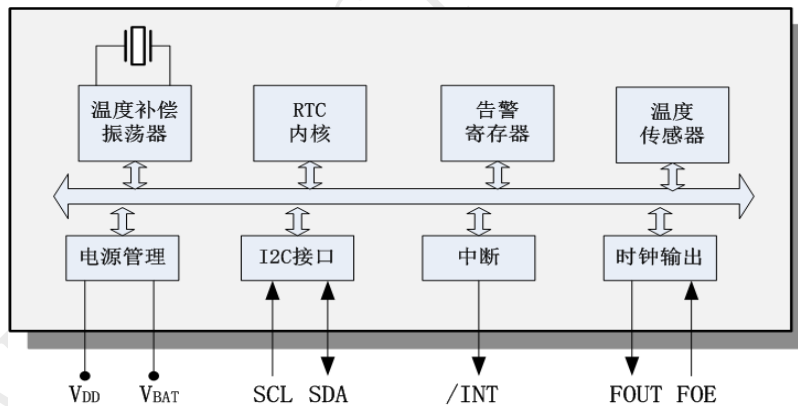 温度补偿
振荡器
RTC
内核
告警
寄存器
温度
传感器
电源管理
I2C接口
中断
时钟输出
VDD
VBAT
SCL
SDA
/INT
FOUT
FOE